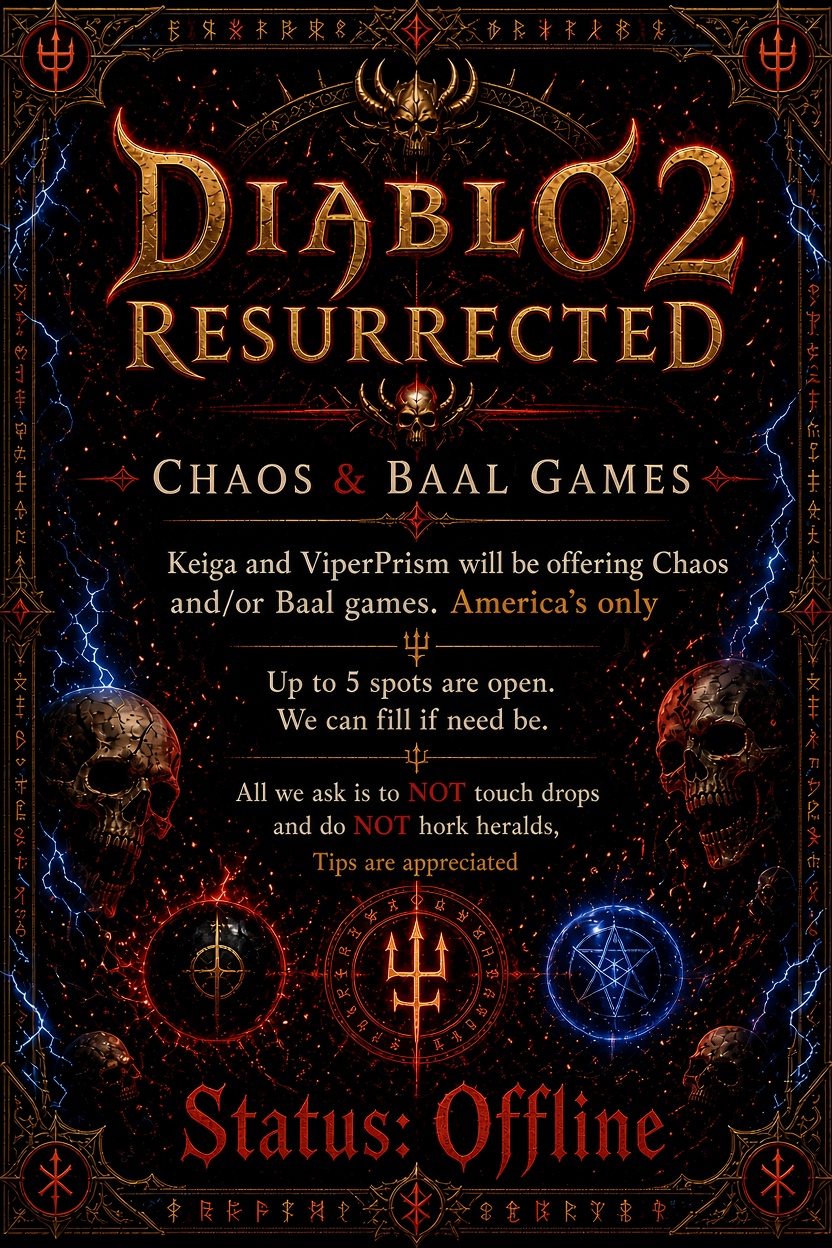 Diablo 2
Resurrected
Chaos & Baal Games
Keiga and ViperPrism will be offering Chaos
and/or Baal games. America's only
Up to 5 spots are open.
We can fill if need be.
All we ask is to NOT touch drops
and do NOT hork heralds,
Tips are appreciated
Status: Offline